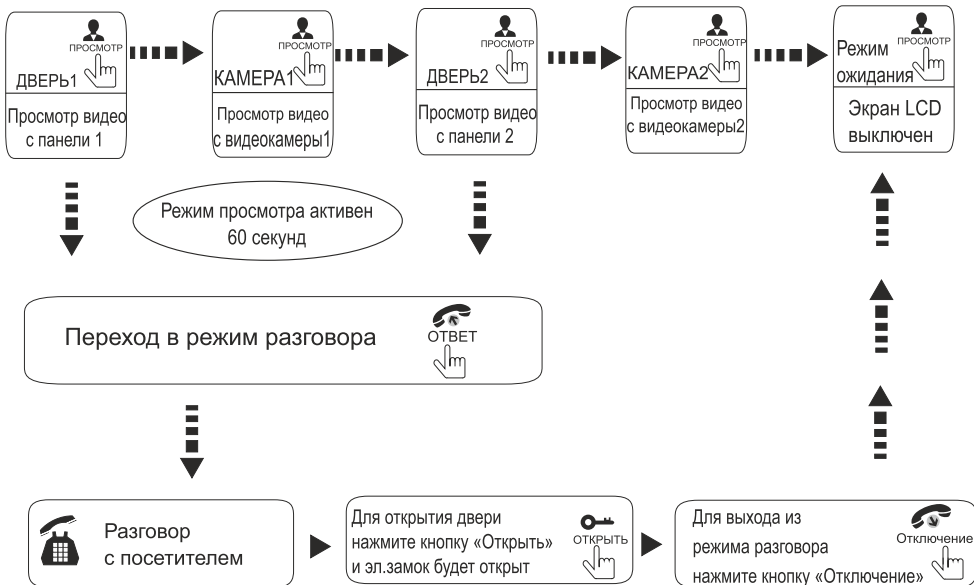 ПРОСМОТР
ДВЕРЬ1
Просмотр видео
с панели 1
ПРОСМОТР
КАМЕРА1
Просмотр видео
с видеокамеры1
ПРОСМОТР
ДВЕРЬ2
Просмотр видео
с панели 2
ПРОСМОТР
КАМЕРА2
Просмотр видео
с видеокамеры2
ПРОСМОТР
Режим
ожидания
Экран LCD
выключен
Режим просмотра активен
60 секунд
Переход в режим разговора
ОТВЕТ
Разговор
с посетителем
Для открытия двери
нажмите кнопку «Открыть»
и эл.замок будет открыт
ОТКРЫТЬ
Для выхода из
режима разговора
нажмите кнопку «Отключение»
Отключение